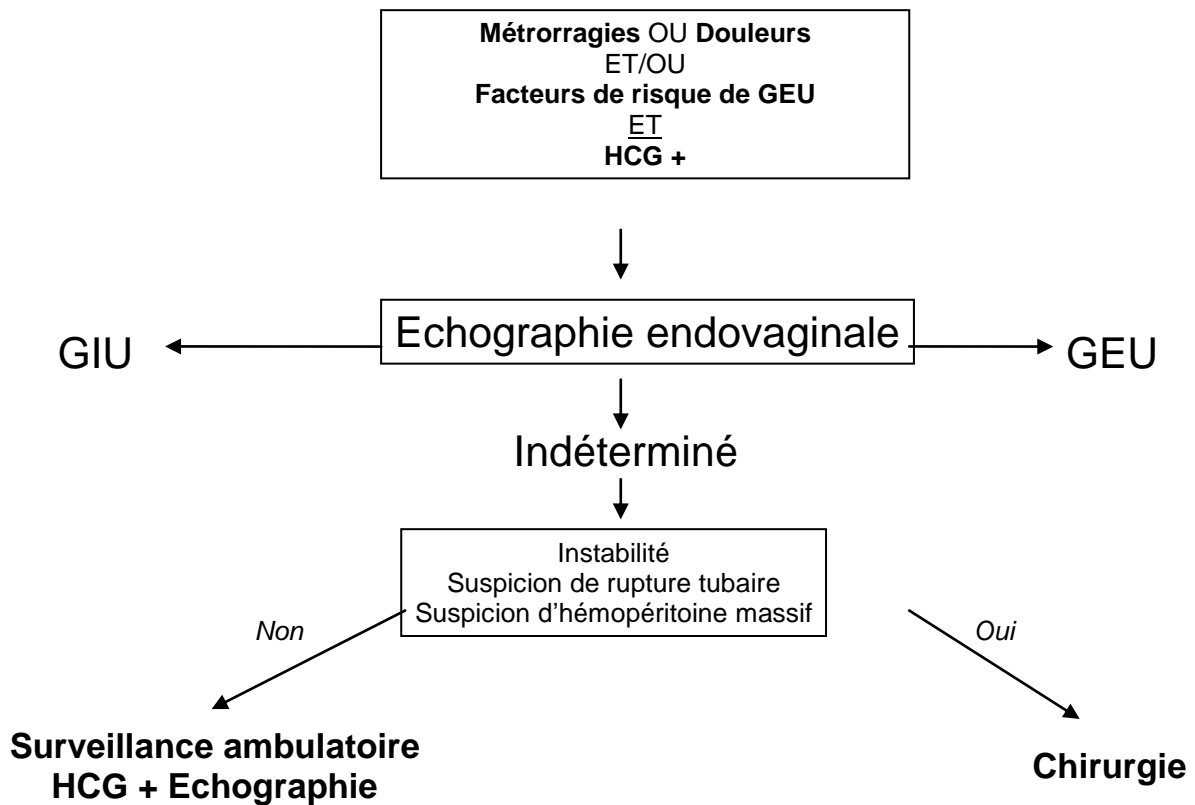 Métrorragies OU Douleurs
ET/OU
Facteurs de risque de GEU
ET
HCG +
Echographie endovaginale
GIU
GEU
Indéterminé
Instabilité
Suspicion de rupture tubaire
Suspicion d'hémopéritoine massif
Non
Oui
Surveillance ambulatoire
HCG + Echographie
Chirurgie